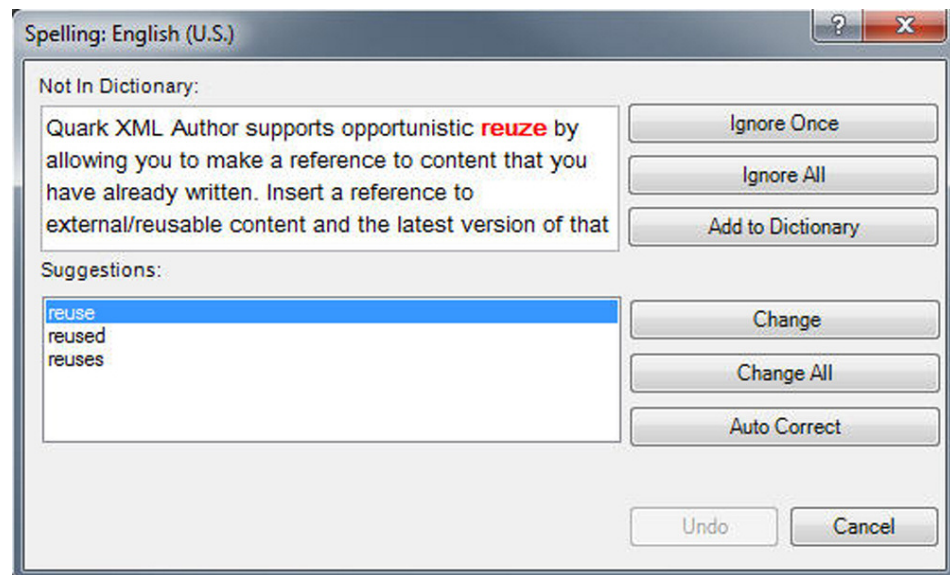 Spelling: English (U.S.)
?
X
Not In Dictionary:
Quark XML Author supports opportunistic reuze by
allowing you to make a reference to content that you
have already written. Insert a reference to
external/reusable content and the latest version of that
Ignore Once
Ignore All
Add to Dictionary
Suggestions:
reuse
reused
reuses
Change
Change All
Auto Correct
Undo
Cancel